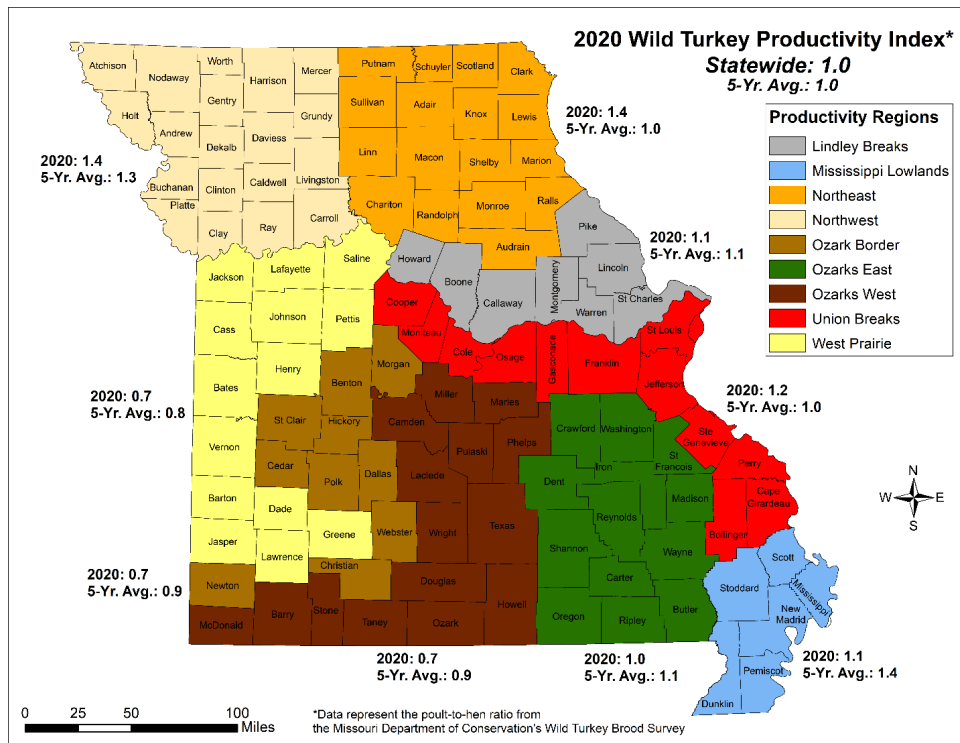 2020 Wild Turkey Productivity Index*
Statewide: 1.0
5-Yr. Avg.: 1.0
Productivity Regions
Lindley Breaks
Mississippi Lowlands
Northeast
Northwest
Ozark Border
Ozarks East
Ozarks West
Union Breaks
West Prairie
Atchison
Nodaway
Worth
Harrison
Mercer
Putnam
Schuyler
Scotland
Clark
Gentry
Holt
Andrew
Daviess
Grundy
Sullivan
Adair
Knox
Lewis
2020: 1.4
5-Yr. Avg.: 1.0
Dekalb
Linn
Macon
Shelby
Marion
2020: 1.4
5-Yr. Avg.: 1.3
Buchanan
Clinton
Caldwell
Livingston
Platte
Clay
Ray
Carroll
Chariton
Randolph
Monroe
Ralls
Audrain
Pike
2020: 1.1
5-Yr. Avg.: 1.1
Jackson
Lafayette
Saline
Howard
Boone
Callaway
Montgomery
Lincoln
Warren
St Charles
Cass
Johnson
Pettis
Cooper
Moniteau
Cole
Osage
Gasconade
Franklin
St Louis
Jefferson
Bates
Henry
Benton
Morgan
Miller
Maries
2020: 0.7
5-Yr. Avg.: 0.8
2020: 1.2
5-Yr. Avg.: 1.0
St Clair
Hickory
Camden
Pulaski
Phelps
Crawford
Washington
Ste
Genevieve
St
Francois
Perry
Vernon
Cedar
Polk
Dallas
Laclede
Dent
Iron
Madison
Cape
Girardeau
Barton
Dade
Greene
Webster
Wright
Texas
Reynolds
Bollinger
Jasper
Lawrence
Christian
Shannon
Wayne
Scott
2020: 0.7
5-Yr. Avg.: 0.9
Newton
Douglas
Howell
Carter
Stoddard
Mississippi
McDonald
Barry
Stone
Taney
Ozark
Oregon
Ripley
Butler
New
Madrid
2020: 0.7
5-Yr. Avg.: 0.9
2020: 1.0
5-Yr. Avg.: 1.1
2020: 1.1
5-Yr. Avg.: 1.4
Pemiscot
Dunklin
N
W
E
S
0 25 50 100
Miles
*Data represent the poult-to-hen ratio from
the Missouri Department of Conservation's Wild Turkey Brood Survey